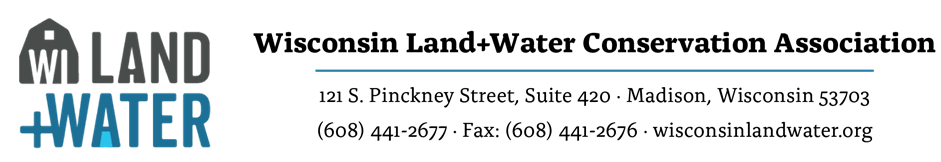 WI LAND
+WATER
Wisconsin Land+Water Conservation Association
121 S. Pinckney Street, Suite 420 · Madison, Wisconsin 53703
(608) 441-2677 · Fax: (608) 441-2676 · wisconsinlandwater.org